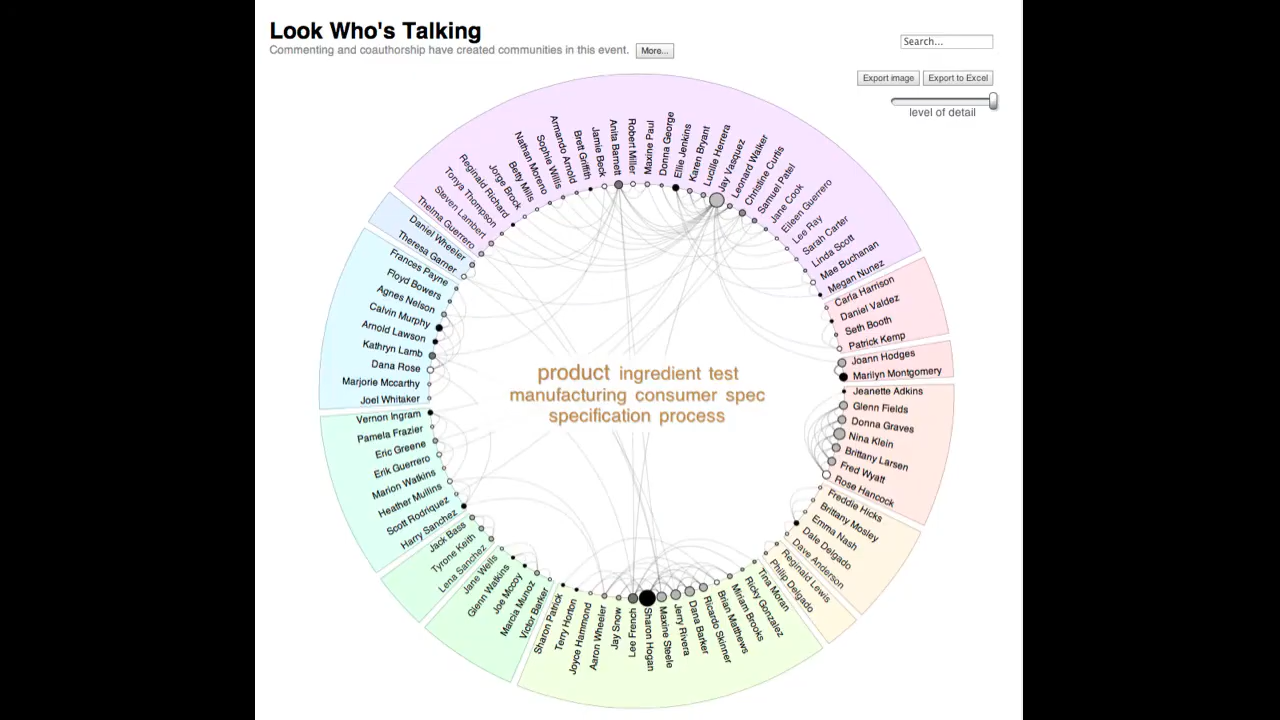 Look Who's Talking
Commenting and coauthorship have created communities in this event.
More...
Search...
Export image
Export to Excel
level of detail
Thelma Guerrero
Steven Lambert
Tonya Thompson
Reginald Richard
Jorge Brock
Betty Mills
Nathan Moreno
Sophie Willis
Armando Arnold
Brett Griffith
Jamie Beck
Anita Barnett
Robert Miller
Maxine Paul
Donna George
Ellie Jenkins
Karen Bryant
Lucille Herrera
Jay Vasquez
Leonard Walker
Christine Curtis
Samuel Patel
Jane Cook
Eileen Guerrero
Lee Ray
Sarah Carter
Linda Scott
Mae Buchanan
Megan Nunez
Carla Harrison
Daniel Valdez
Seth Booth
Patrick Kemp
Joann Hodges
Marilyn Montgomery
Jeanette Adkins
Glenn Fields
Donna Graves
Nina Klein
Brittany Larsen
Fred Wyatt
Rose Hancock
Freddie Hicks
Brittany Mosley
Emma Nash
Dale Delgado
Dave Anderson
Reginald Lewis
Philip Delgado
Tina Moran
Ricky Gonzalez
Miriam Brooks
Brian Matthews
Ricardo Skinner
Dana Barker
Jerry Rivera
Maxine Steele
Sharon Hogan
Lee French
Jay Snow
Aaron Wheeler
Joyce Hammond
Terry Horton
Sharon Patrick
Victor Barker
Marcia Munoz
Joe Mccoy
Glenn Watkins
Jane Wells
Lena Sanchez
Tyrone Keith
Jack Bass
Harry Sanchez
Scott Rodriquez
Heather Mullins
Marion Watkins
Erik Guerrero
Eric Greene
Pamela Frazier
Vernon Ingram
Joel Whitaker
Marjorie Mccarthy
Dana Rose
Kathryn Lamb
Arnold Lawson
Calvin Murphy
Agnes Nelson
Floyd Bowers
Frances Payne
Theresa Garner
Daniel Wheeler
product ingredient test
manufacturing consumer spec
specification process